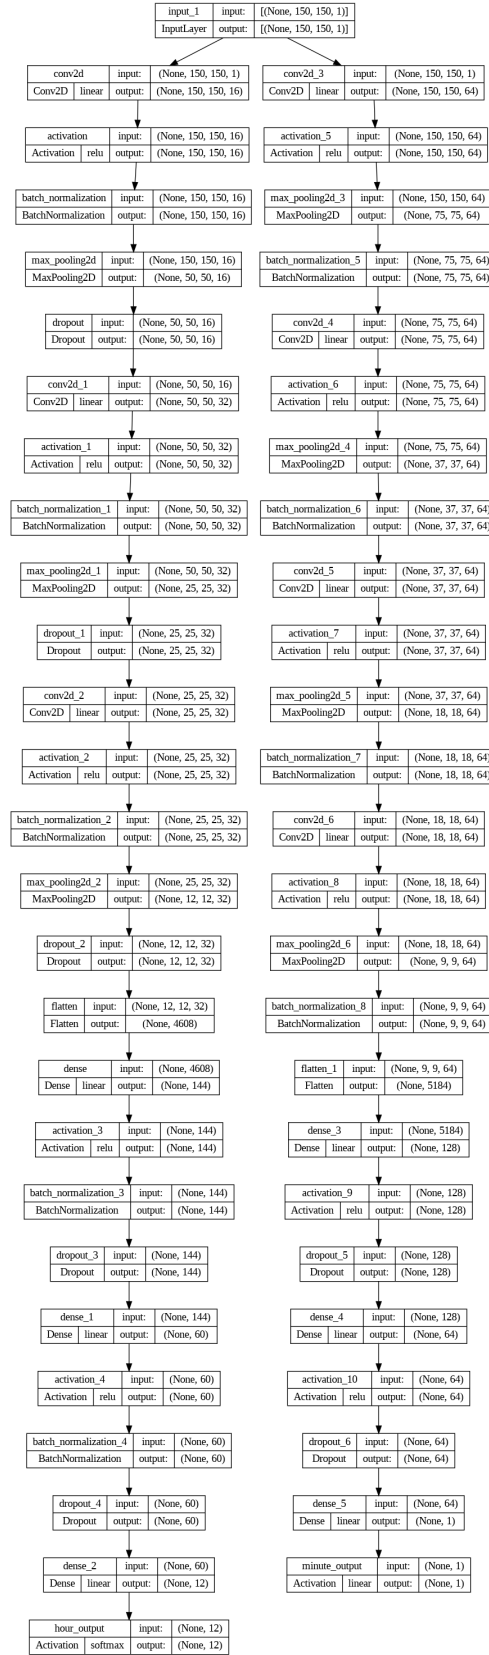 input_1 input: [(None, 150, 150, 1)]
InputLayer output: [(None, 150, 150, 1)]
conv2d input: (None, 150, 150, 1)
Conv2D linear output: (None, 150, 150, 16)
activation input: (None, 150, 150, 16)
Activation relu output: (None, 150, 150, 16)
batch_normalization input: (None, 150, 150, 16)
BatchNormalization output: (None, 150, 150, 16)
max_pooling2d input: (None, 150, 150, 16)
MaxPooling2D output: (None, 50, 50, 16)
dropout input: (None, 50, 50, 16)
Dropout output: (None, 50, 50, 16)
conv2d_1 input: (None, 50, 50, 16)
Conv2D linear output: (None, 50, 50, 32)
activation_1 input: (None, 50, 50, 32)
Activation relu output: (None, 50, 50, 32)
batch_normalization_1 input: (None, 50, 50, 32)
BatchNormalization output: (None, 50, 50, 32)
max_pooling2d_1 input: (None, 50, 50, 32)
MaxPooling2D output: (None, 25, 25, 32)
dropout_1 input: (None, 25, 25, 32)
Dropout output: (None, 25, 25, 32)
conv2d_2 input: (None, 25, 25, 32)
Conv2D linear output: (None, 25, 25, 32)
activation_2 input: (None, 25, 25, 32)
Activation relu output: (None, 25, 25, 32)
batch_normalization_2 input: (None, 25, 25, 32)
BatchNormalization output: (None, 25, 25, 32)
max_pooling2d_2 input: (None, 25, 25, 32)
MaxPooling2D output: (None, 12, 12, 32)
dropout_2 input: (None, 12, 12, 32)
Dropout output: (None, 12, 12, 32)
flatten input: (None, 12, 12, 32)
Flatten output: (None, 4608)
dense input: (None, 4608)
Dense linear output: (None, 144)
activation_3 input: (None, 144)
Activation relu output: (None, 144)
batch_normalization_3 input: (None, 144)
BatchNormalization output: (None, 144)
dropout_3 input: (None, 144)
Dropout output: (None, 144)
dense_1 input: (None, 144)
Dense linear output: (None, 60)
activation_4 input: (None, 60)
Activation relu output: (None, 60)
batch_normalization_4 input: (None, 60)
BatchNormalization output: (None, 60)
dropout_4 input: (None, 60)
Dropout output: (None, 60)
dense_2 input: (None, 60)
Dense linear output: (None, 12)
hour_output input: (None, 12)
Activation softmax output: (None, 12)
conv2d_3 input: (None, 150, 150, 1)
Conv2D linear output: (None, 150, 150, 64)
activation_5 input: (None, 150, 150, 64)
Activation relu output: (None, 150, 150, 64)
max_pooling2d_3 input: (None, 150, 150, 64)
MaxPooling2D output: (None, 75, 75, 64)
batch_normalization_5 input: (None, 75, 75, 64)
BatchNormalization output: (None, 75, 75, 64)
conv2d_4 input: (None, 75, 75, 64)
Conv2D linear output: (None, 75, 75, 64)
activation_6 input: (None, 75, 75, 64)
Activation relu output: (None, 75, 75, 64)
max_pooling2d_4 input: (None, 75, 75, 64)
MaxPooling2D output: (None, 37, 37, 64)
batch_normalization_6 input: (None, 37, 37, 64)
BatchNormalization output: (None, 37, 37, 64)
conv2d_5 input: (None, 37, 37, 64)
Conv2D linear output: (None, 37, 37, 64)
activation_7 input: (None, 37, 37, 64)
Activation relu output: (None, 37, 37, 64)
max_pooling2d_5 input: (None, 37, 37, 64)
MaxPooling2D output: (None, 18, 18, 64)
batch_normalization_7 input: (None, 18, 18, 64)
BatchNormalization output: (None, 18, 18, 64)
conv2d_6 input: (None, 18, 18, 64)
Conv2D linear output: (None, 18, 18, 64)
activation_8 input: (None, 18, 18, 64)
Activation relu output: (None, 18, 18, 64)
max_pooling2d_6 input: (None, 18, 18, 64)
MaxPooling2D output: (None, 9, 9, 64)
batch_normalization_8 input: (None, 9, 9, 64)
BatchNormalization output: (None, 9, 9, 64)
flatten_1 input: (None, 9, 9, 64)
Flatten output: (None, 5184)
dense_3 input: (None, 5184)
Dense linear output: (None, 128)
activation_9 input: (None, 128)
Activation relu output: (None, 128)
dropout_5 input: (None, 128)
Dropout output: (None, 128)
dense_4 input: (None, 128)
Dense linear output: (None, 64)
activation_10 input: (None, 64)
Activation relu output: (None, 64)
dropout_6 input: (None, 64)
Dropout output: (None, 64)
dense_5 input: (None, 64)
Dense linear output: (None, 1)
minute_output input: (None, 1)
Activation linear output: (None, 1)